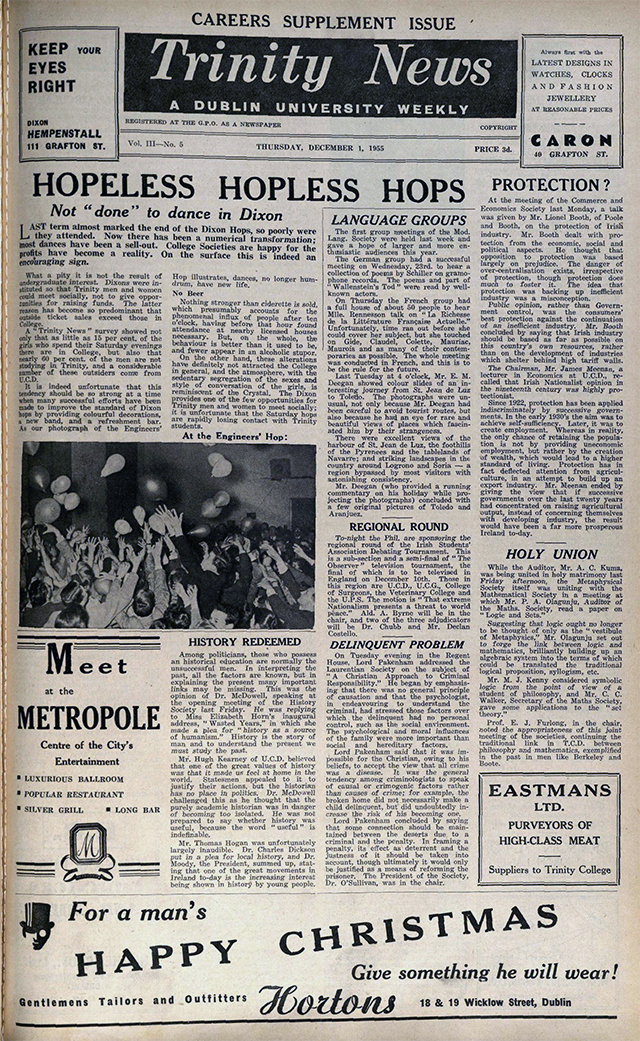 CAREERS SUPPLEMENT ISSUE
KEEP YOUR
EYES
RIGHT
DIXON
HEMPENSTALL
111 GRAFTON ST.
Trinity News
A DUBLIN UNIVERSITY WEEKLY
REGISTERED AT THE G.P.O. AS A NEWSPAPER
COPYRIGHT
Vol. III—No. 5
THURSDAY, DECEMBER 1, 1955
PRICE 3d.
Always first with the
LATEST DESIGNS IN
WATCHES, CLOCKS
AND FASHION
JEWELLERY
AT REASONABLE PRICES
CARON
40 GRAFTON ST.
HOPELESS HOPLESS HOPS
Not "done" to dance in Dixon
LAST term almost marked the end of the Dixon Hops, so poorly were
they attended. Now there has been a numerical transformation;
most dances have been a sell-out. College Societies are happy for the
profits have become a reality. On the surface this is indeed an
encouraging sign.
What a pity it is not the result of
undergraduate interest. Dixons were in-
stituted so that Trinity men and women
could meet socially, not to give oppor-
tunities for raising funds. The latter
reason has become so predominant that
outside ticket sales exceed those in
College.
A "Trinity News" survey showed not
only that as little as 15 per cent. of the
girls who spend their Saturday evenings
there are in College, but also that
nearly 60 per cent. of the men are not
studying in Trinity, and a considerable
number of these outsiders come from
U.C.D.
It is indeed unfortunate that this
tendency should be so strong at a time
when many successful efforts have been
made to improve the standard of Dixon
hops by providing colourful decorations,
a new band, and a refreshment bar.
As our photograph of the Engineers'
Hop illustrates, dances, no longer hum-
drum, have new life.
No Beer
Nothing stronger than ciderette is sold,
which presumably accounts for the
phenomenal influx of people after ten
o'clock, having before that hour found
attendance at nearly licensed houses
necessary. But, on the whole, the
behaviour is better than it used to be,
and fewer appear in an alcoholic stupor.
On the other hand, these alterations
have definitely not attracted the College
in general, and the atmosphere, with the
sedentary segregation of the sexes and
style of conversation of the girls, is
reminiscent of the Crystal. The Dixon
provides one of the few opportunities for
Trinity men and women to meet socially;
it is unfortunate that the Saturday hops
are rapidly losing contact with Trinity
students.
At the Engineers' Hop:
Meet
at the
METROPOLE
Centre of the City's
Entertainment
▪ LUXURIOUS BALLROOM
▪ POPULAR RESTAURANT
▪ SILVER GRILL ▪ LONG BAR
M
HISTORY REDEEMED
Among politicians, those who possess
an historical education are normally the
unsuccessful men. In interpreting the
past, all the factors are known, but in
explaining the present many important
links may be missing. This was the
opinion of Dr. McDowell, speaking at
the opening meeting of the History
Society last Friday. He was replying
to Miss Elizabeth Horn's inaugural
address, "Wasted Years," in which she
made a plea for "history as a source
of humanism." History is the story of
man and to understand the present we
must study the past.
Mr. Hugh Kearney of U.C.D. believed
that one of the great values of history
was that it made us feel at home in the
world. Statesmen appealed to it to
justify their actions, but the historian
has no place in politics. Dr. McDowell
challenged this as he thought that the
purely academic historian was in danger
of becoming too isolated. He was not
prepared to say whether history was
useful, because the word "useful" is
indefinable.
Mr. Thomas Hogan was unfortunately
largely inaudible. Dr. Charles Dickson
put in a plea for local history, and Dr.
Moody, the President, summed up, stat-
ing that one of the great movements in
Ireland to-day is the increasing interest
being shown in history by young people.
LANGUAGE GROUPS
The first group meetings of the Mod.
Lang. Society were held last week and
gave a hope of larger and more en-
thusiastic audiences this year.
The German group had a successful
meeting on Wednesday, 23rd, to hear a
collection of poems by Schiller on gramo-
phone records. The poems and part of
"Wallenstein's Tod" were read by well-
known
On Thursday the French group had
full house of about 50 people to hear
Mlle. Rennesson talk on "La Richesse
de la Littérature Française Actuelle."
Unfortunately, time ran out before she
could cover her subject, but she touched
on Gide, Claudel, Colette, Mauriac,
Maurois and as many of their contem-
poraries as possible. The whole meeting
was conducted in French, and this is to
be the rule for the future.
Last Tuesday at 4 o'clock, Mr. E. M.
Deegan showed colour slides of an in-
teresting journey from St. Jean de Luz
to Toledo. The photographs were un-
usual, not only because Mr. Deegan had
been careful to avoid tourist routes, but
also because he had an eye for rare and
beautiful views of places which fascin-
ated him by their strangeness.
There were excellent views of the
harbour of St. Jean de Luz, the foothills
of the Pyrenees and the tablelands of
Navarre; and striking landscapes in the
country around Logrono and Soria — a
region bypassed by most visitors with
astonishing consistency.
Mr. Deegan (who provided a running
commentary on his holiday while pro-
jecting the photographs) concluded with
a few original pictures of Toledo and
Aranjuez.
REGIONAL ROUND
To-night the Phil. are sponsoring the
regional round of the Irish Students'
Association Debating Tournament. This
is a sub-section and a semi-final of "The
Observer" television tournament, the
final of which is to be televised in
England on December 10th. Those in
this region are U.C.D., U.C.G., College
of Surgeons, the Veterinary College and
the U.P.S. The motion is "That extreme
Nationalism presents a threat to world
peace." Ald. A. Byrne will be in the
chair, and two of the three adjudicators
will be Dr. Chubb and Mr. Declan
Costello.
DELINQUENT PROBLEM
On Tuesday evening in the Regent
House, Lord Pakenham addressed the
Laurentian Society on the subject of
"A Christian Approach to Criminal
Responsibility." He began by emphasis-
ing that there was no general principle
of causation and that the psychologist,
in endeavouring to understand the
criminal, had stressed those factors over
which the delinquent had no personal
control, such as the social environment.
The psychological and moral influences
of the family were more important than
social and hereditary factors.
Lord Pakenham said that it was im-
possible for the Christian, owing to his
beliefs, to accept the view that all crime
was a disease. It was the general
tendency among criminologists to speak
of causal or crimogenic factors rather
than causes of crime; for example, the
broken home did not necessarily make a
child delinquent, but did undoubtedly in-
crease the risk of his becoming one.
Lord Pakenham concluded by saying
that some connection should be main-
tained between the deserts due to a
criminal and the penalty. In framing a
penalty, its effect as deterrent and the
justness of it should be taken into
account, though ultimately it would only
be justified as a means of reforming the
prisoner. The President of the Society,
Dr. O'Sullivan, was in the chair.
PROTECTION?
At the meeting of the Commerce and
Economics Society last Monday, a talk
was given by Mr. Lionel Booth, of Poole
and Booth, on the protection of Irish
industry. Mr. Booth dealt with pro-
tection from the economic, social and
political aspects. He thought that
opposition to protection was based
largely on prejudice. The danger of
over-centralisation exists, irrespective
of protection, though protection does
much to foster it. The idea that
protection was backing up inefficient
industry was a misconception.
Public opinion, rather than Govern-
ment control, was the consumers'
best protection against the continuation
of an inefficient industry. Mr. Booth
concluded by saying that Irish industry
should be based as far as possible on
this country's own resources, rather
than on the development of industries
which shelter behind high tariff walls.
The Chairman, Mr. James Meenan, a
lecturer in Economics at U.C.D., re-
called that Irish Nationalist opinion in
the nineteenth century was highly pro-
tectionist.
Since 1922, protection has been applied
indiscriminately by successive govern-
ments. In the early 1930's the aim was to
achieve self-sufficiency. Later, it was to
create employment. Whereas in reality,
the only chance of retaining the popula-
tion is not by providing uneconomic
employment, but rather by the creation
of wealth, which would lead to a higher
standard of living. Protection has in
fact deflected attention from agricul-
ture, in an attempt to build up an
export industry. Mr. Meenan ended by
giving the view that if successive
governments over the last twenty years
had concentrated on raising agricultural
output, instead of concerning themselves
with developing industry, the result
would have been a far more prosperous
Ireland to-day.
HOLY UNION
While the Auditor, Mr. A. C. Kuma,
was being united in holy matrimony last
Friday afternoon, the Metaphysical
Society itself was uniting with the
Mathematical Society in a meeting at
which Mr. P. A. Olagunju, Auditor of
the Maths. Society, read a paper on
"Logic and Sets."
Suggesting that logic ought no longer
to be thought of only as the "vestibule
of Metaphysics," Mr. Olagunju set out
to forge the link between logic and
mathematics, brilliantly building up an
algebraic system into the terms of which
could be translated the traditional
logical proposition, syllogism, etc.
Mr. M. J. Kenny considered symbolic
logic from the point of view of a
student of philosophy, and Mr. C. C.
Walker, Secretary of the Maths Society,
gave some applications to the "set
theory."
Prof. E. J. Furlong, in the chair,
noted the appropriateness of this joint
meeting of the societies, continuing the
traditional link in T.C.D. between
philosophy and mathematics, exemplified
in the past in men like Berkeley and
Boote.
EASTMANS
LTD.
PURVEYORS OF
HIGH-CLASS MEAT
Suppliers to Trinity College
For a man's
HAPPY CHRISTMAS
Give something he will wear!
Gentlemens Tailors and Outfitters Hortons 18 & 19 Wicklow Street, Dublin